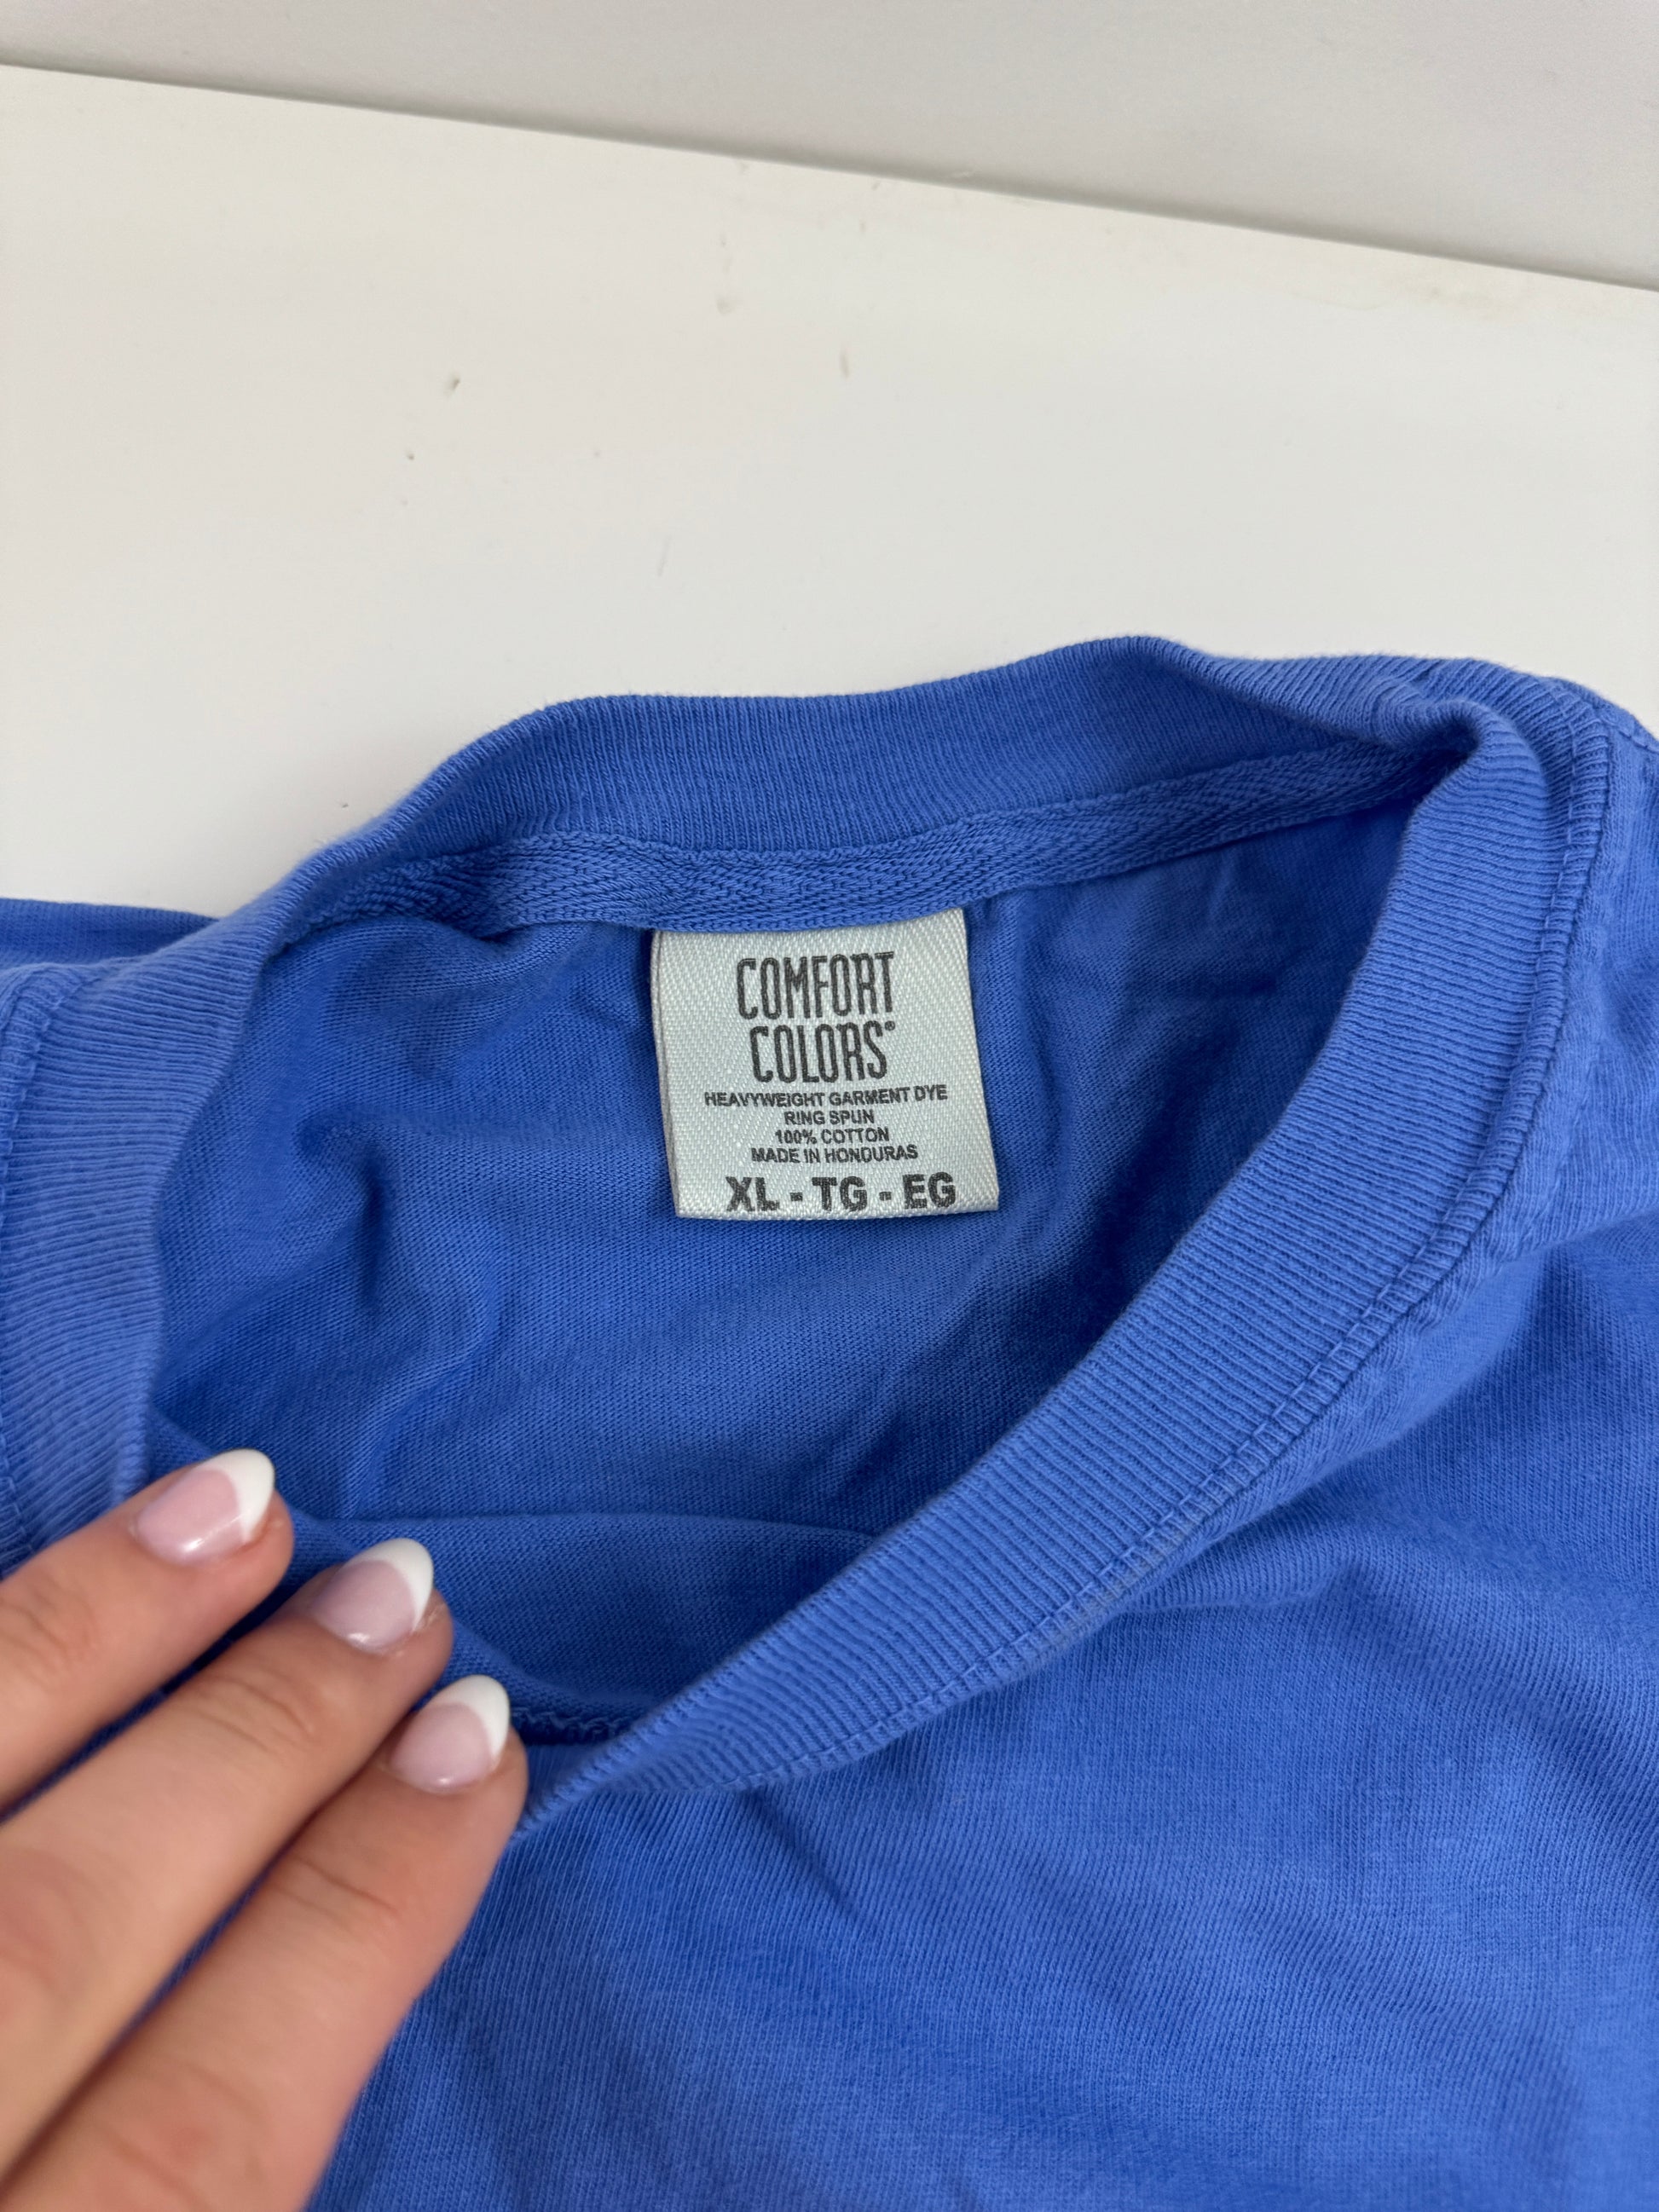 COMFORT
COLORS®
HEAVYWEIGHT GARMENT DYE
RING SPUN
100% COTTON
MADE IN HONDURAS
XL - TG - EG